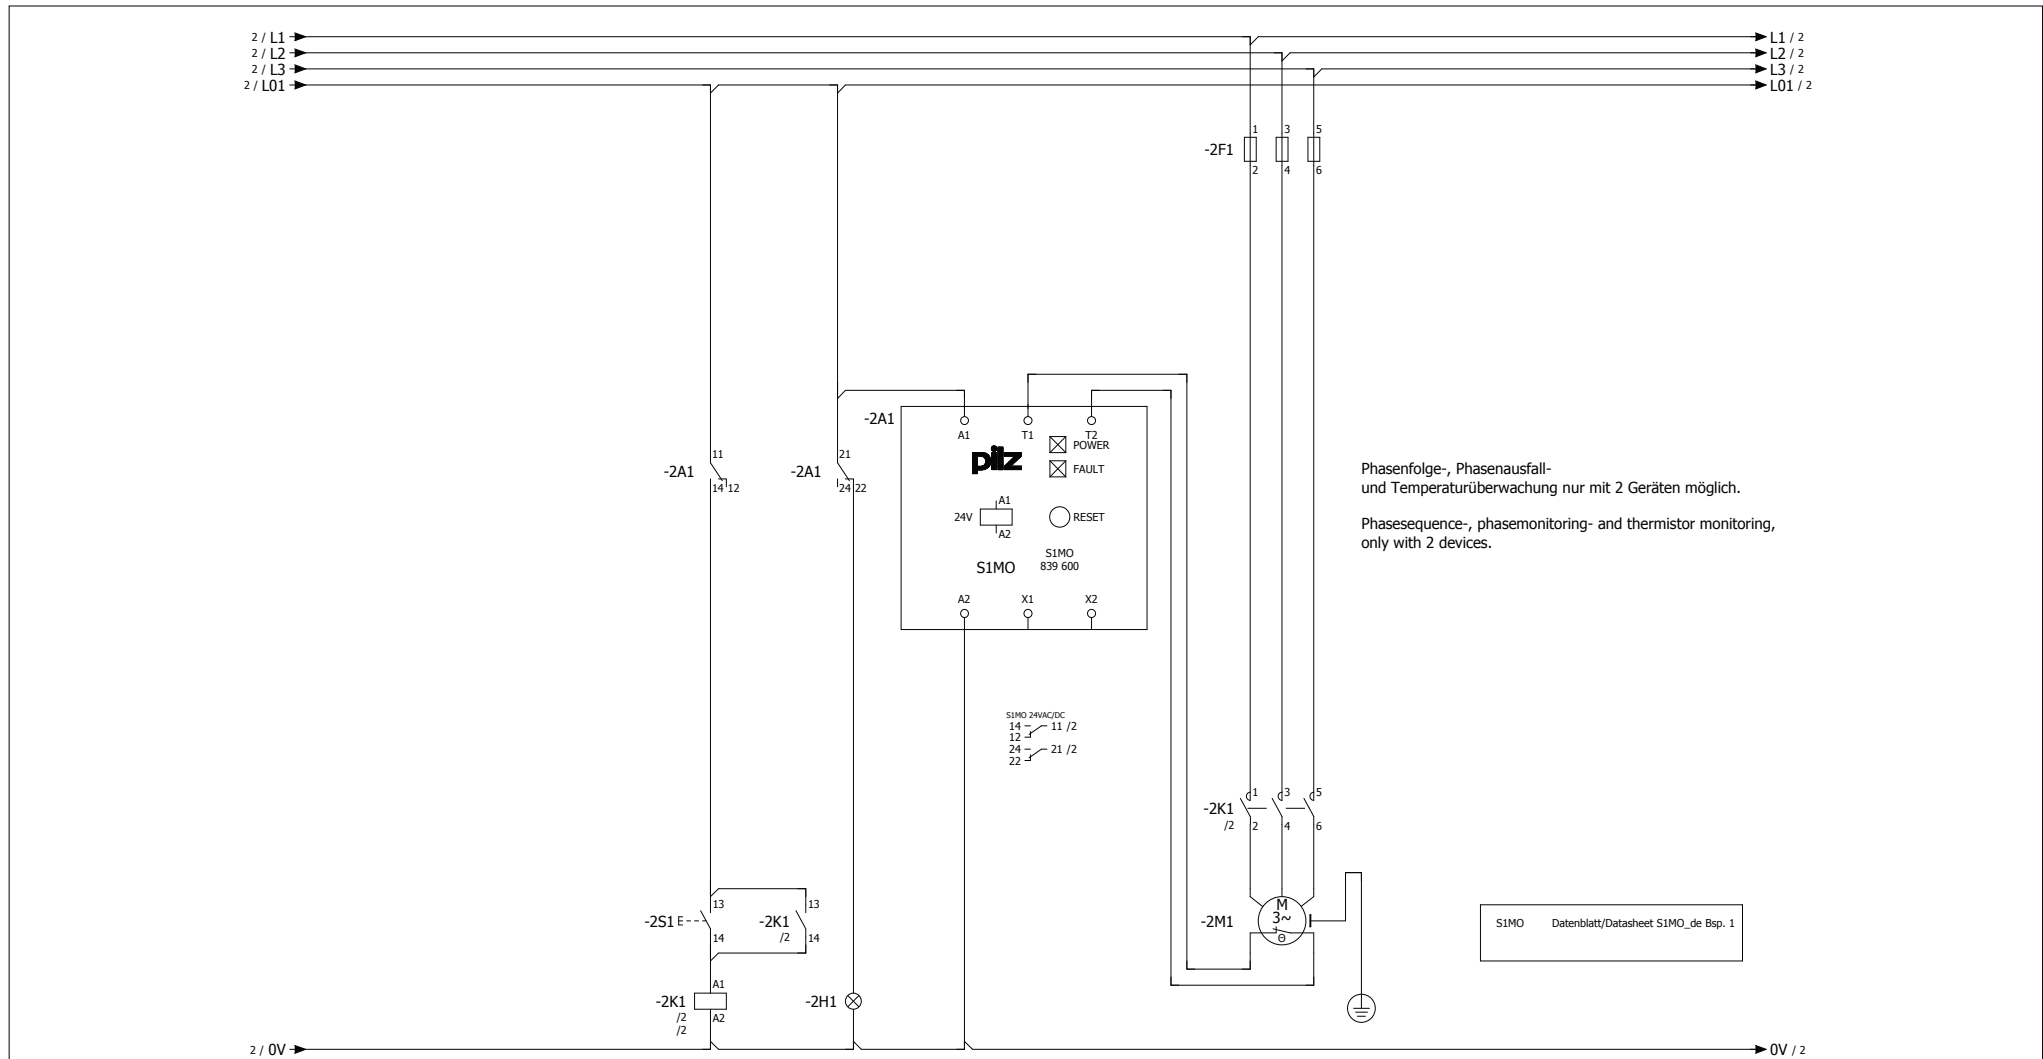 2 / L1
L1 / 2
2 / L2
L2 / 2
2 / L3
L3 / 2
2 / L01
L01 / 2
-2F1
1
3
5
2
4
6
-2A1
A1
T1
T2
pilz
POWER
FAULT
-2A1
11
14
12
-2A1
21
24
22
24V
A1
A2
RESET
S1MO
S1MO
839 600
A2
X1
X2
Phasenfolge-, Phasenausfall-
und Temperaturüberwachung nur mit 2 Geräten möglich.
Phasesequence-, phasemonitoring- and thermistor monitoring,
only with 2 devices.
S1MO 24VAC/DC
14
11 /2
12
24
21 /2
22
-2K1
/2
1
3
5
2
4
6
-2S1
13
14
-2K1
/2
13
14
-2M1
M
3~
Θ
S1MO Datenblatt/Datasheet S1MO_de Bsp. 1
-2K1
/2
/2
A1
A2
-2H1
2 / 0V
0V / 2